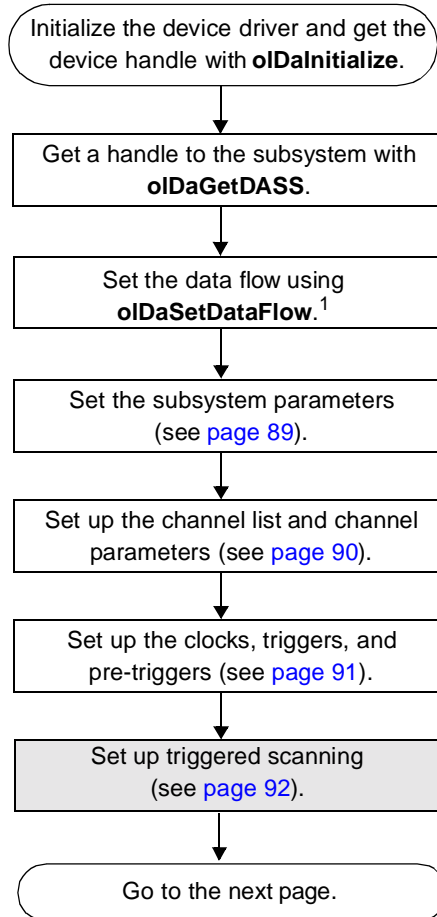 Initialize the device driver and get the
device handle with olDaInitialize.
Get a handle to the subsystem with
olDaGetDASS.
Set the data flow using
olDaSetDataFlow.1
Set the subsystem parameters
(see page 89).
Set up the channel list and channel
parameters (see page 90).
Set up the clocks, triggers, and
pre-triggers (see page 91).
Set up triggered scanning
(see page 92).
Go to the next page.